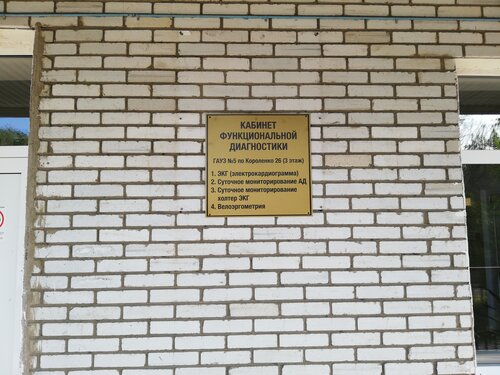 КАБИНЕТ
ФУНКЦИОНАЛЬНОЙ
ДИАГНОСТИКИ
ГАУЗ №5 по Короленко 26 (3 этаж)
1. ЭКГ (электрокардиограмма)
2. Суточное мониторирование АД
3. Суточное мониторирование
холтер ЭКГ
4. Велоэргометрия